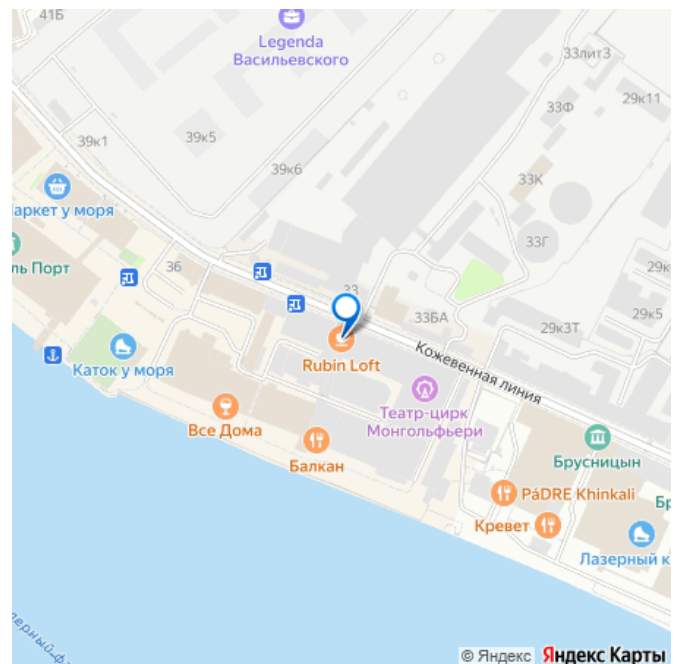 41Б
Legenda
Васильевского
33лит3
29к11
33Ф
39к1
39к5
39к6
33К
аркет у моря
33Г
ль Порт
36
33
29к
33БА
29к3Т
29к5
Кожевенная линия
Rubin Loft
Каток у моря
Театр-цирк
Монгольфьери
Все Дома
Балкан
Брусницын
PáDRE Khinkali
Бр
Кревет
Лазерный к
© Яндекс Яндекс Карты